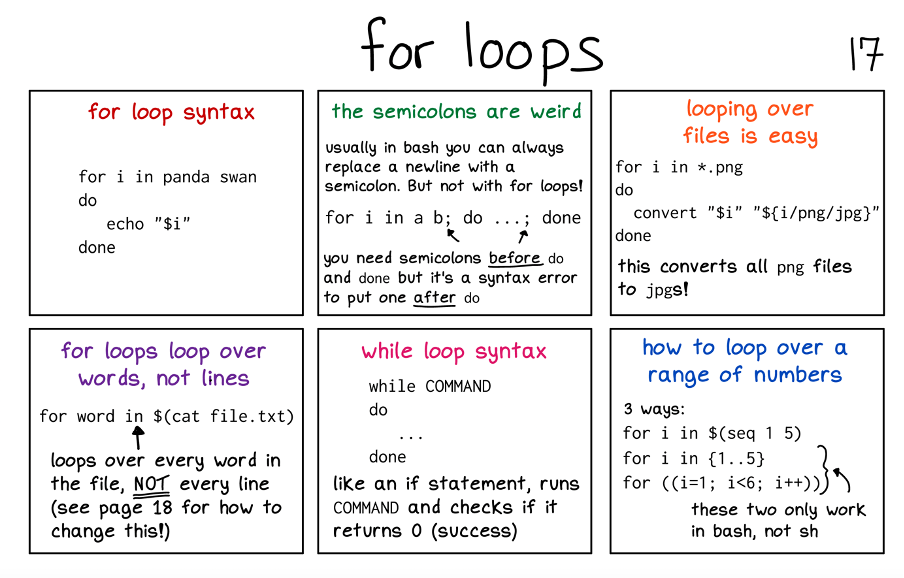 for loops
17
for loop syntax
for i in panda swan
do
echo "$i"
done
the semicolons are weird
usually in bash you can always
replace a newline with a
semicolon. But not with for loops!
for i in a b; do ...; done
you need semicolons before do
and done but it's a syntax error
to put one after do
looping over
files is easy
for i in *.png
do
convert "$i" "${i/png/jpg}"
done
this converts all png files
to jpgs!
for loops loop over
words, not lines
for word in $(cat file.txt)
loops over every word in
the file, NOT every line
(see page 18 for how to
change this!)
while loop syntax
while COMMAND
do
...
done
like an if statement, runs
COMMAND and checks if it
returns 0 (success)
how to loop over a
range of numbers
3 ways:
for i in $(seq 1 5)
for i in {1..5}
for ((i=1; i<6; i++))
these two only work
in bash, not sh